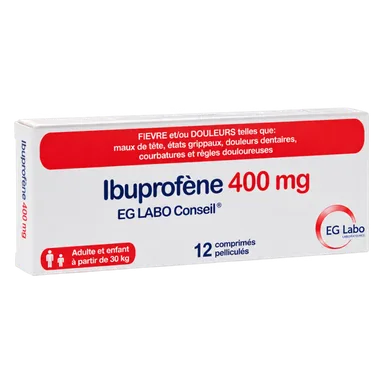 FIEVRE et/ou DOULEURS telles que:
maux de tête, états grippaux, douleurs dentaires,
courbatures et règles douloureuses
Ibuprofène 400 mg
EG LABO Conseil®
12 comprimés
pelliculés
Adulte et enfant
à partir de 30 kg
EG Labo
Ibuprofène 400 mg